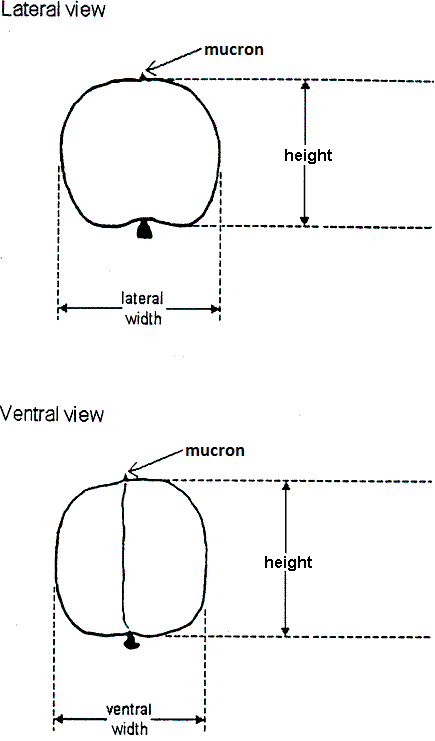 Lateral view
mucron
height
lateral
width
Ventral view
mucron
height
ventral
width